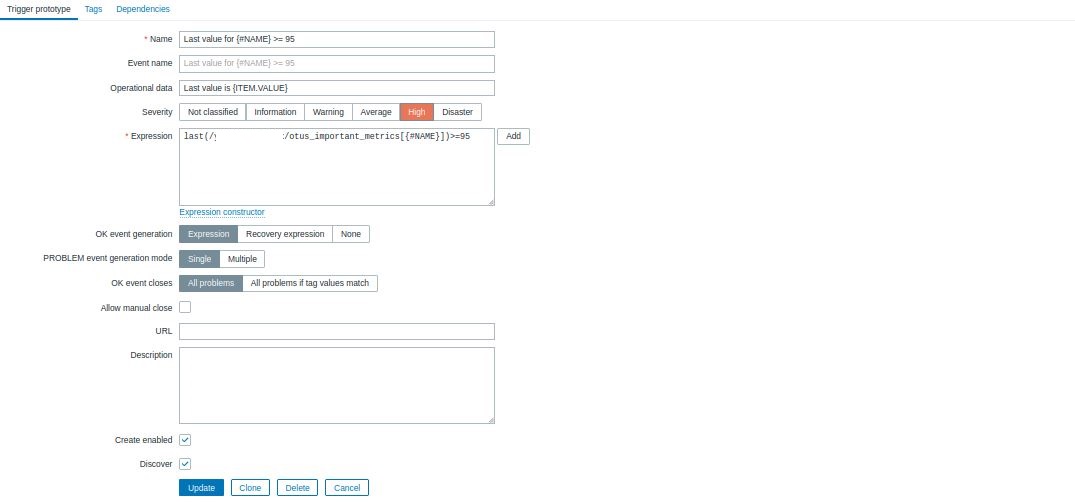 Trigger prototype Tags Dependencies
* Name Last value for {#NAME} >= 95
Event name Last value for {#NAME} >= 95
Operational data Last value is {ITEM.VALUE}
Severity Not classified Information Warning Average High Disaster
* Expression last(/ :/otus_important_metrics[{#NAME}])>=95 Add
Expression constructor
OK event generation Expression Recovery expression None
PROBLEM event generation mode Single Multiple
OK event closes All problems All problems if tag values match
Allow manual close
URL
Description
Create enabled
Discover
Update Clone Delete Cancel